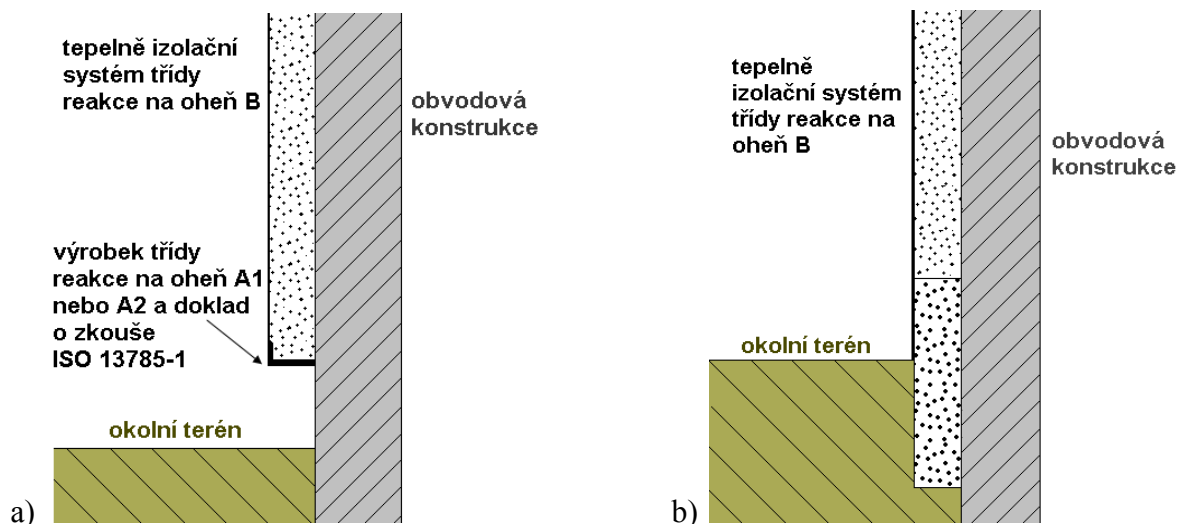 tepelně izolační
systém třídy
reakce na oheň B
obvodová
konstrukce
výrobek třídy
reakce na oheň A1
nebo A2 a doklad
o zkouše
ISO 13785-1
okolní terén
a)
tepelně
izolační systém
třídy reakce na
oheň B
obvodová
konstrukce
okolní terén
b)